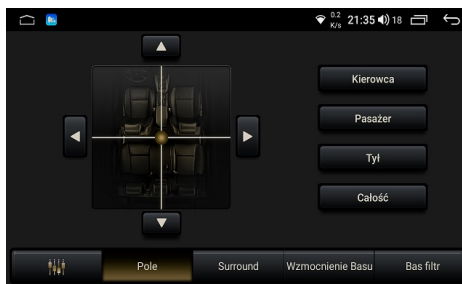 0.2
K/s
21:35
18
Kierowca
Pasażer
Tył
Całość
Pole
Surround
Wzmocnienie Basu
Bas filtr